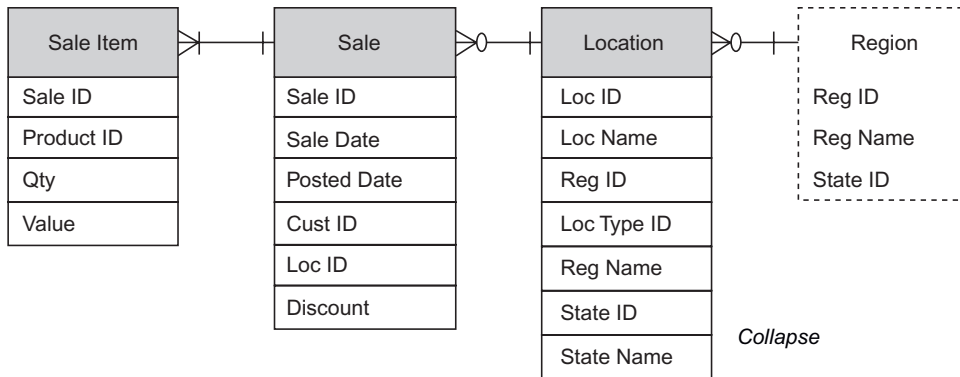 Sale Item
Sale ID
Product ID
Qty
Value
Sale
Sale ID
Sale Date
Posted Date
Cust ID
Loc ID
Discount
Location
Loc ID
Loc Name
Reg ID
Loc Type ID
Reg Name
State ID
State Name
Region
Reg ID
Reg Name
State ID
Collapse